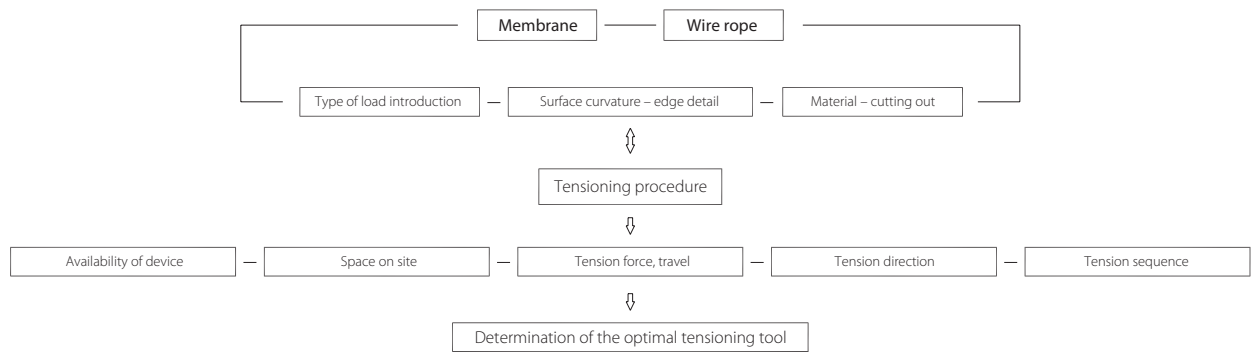 Membrane
Wire rope
Type of load introduction
Surface curvature – edge detail
Material – cutting out
Tensioning procedure
Availability of device
Space on site
Tension force, travel
Tension direction
Tension sequence
Determination of the optimal tensioning tool